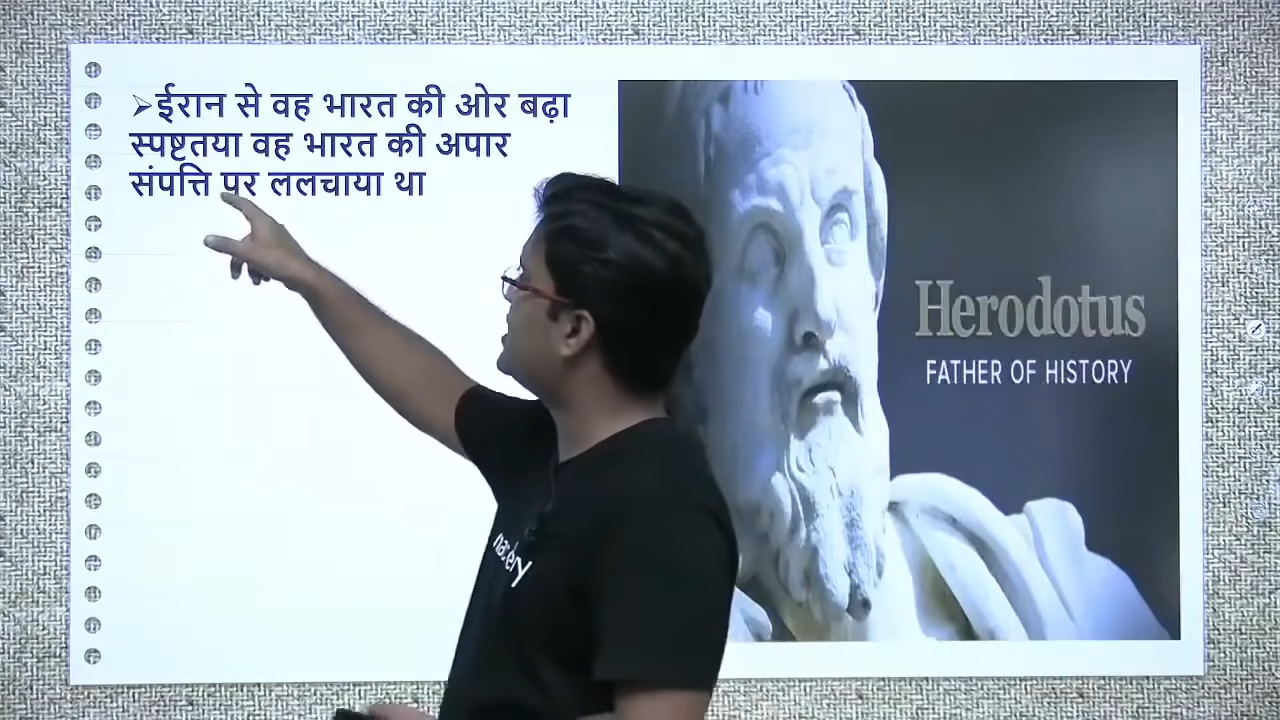 ➢ईरान से वह भारत की ओर बढ़ा
स्पष्टतया वह भारत की अपार
संपत्ति पर ललचाया था
Herodotus
FATHER OF HISTORY